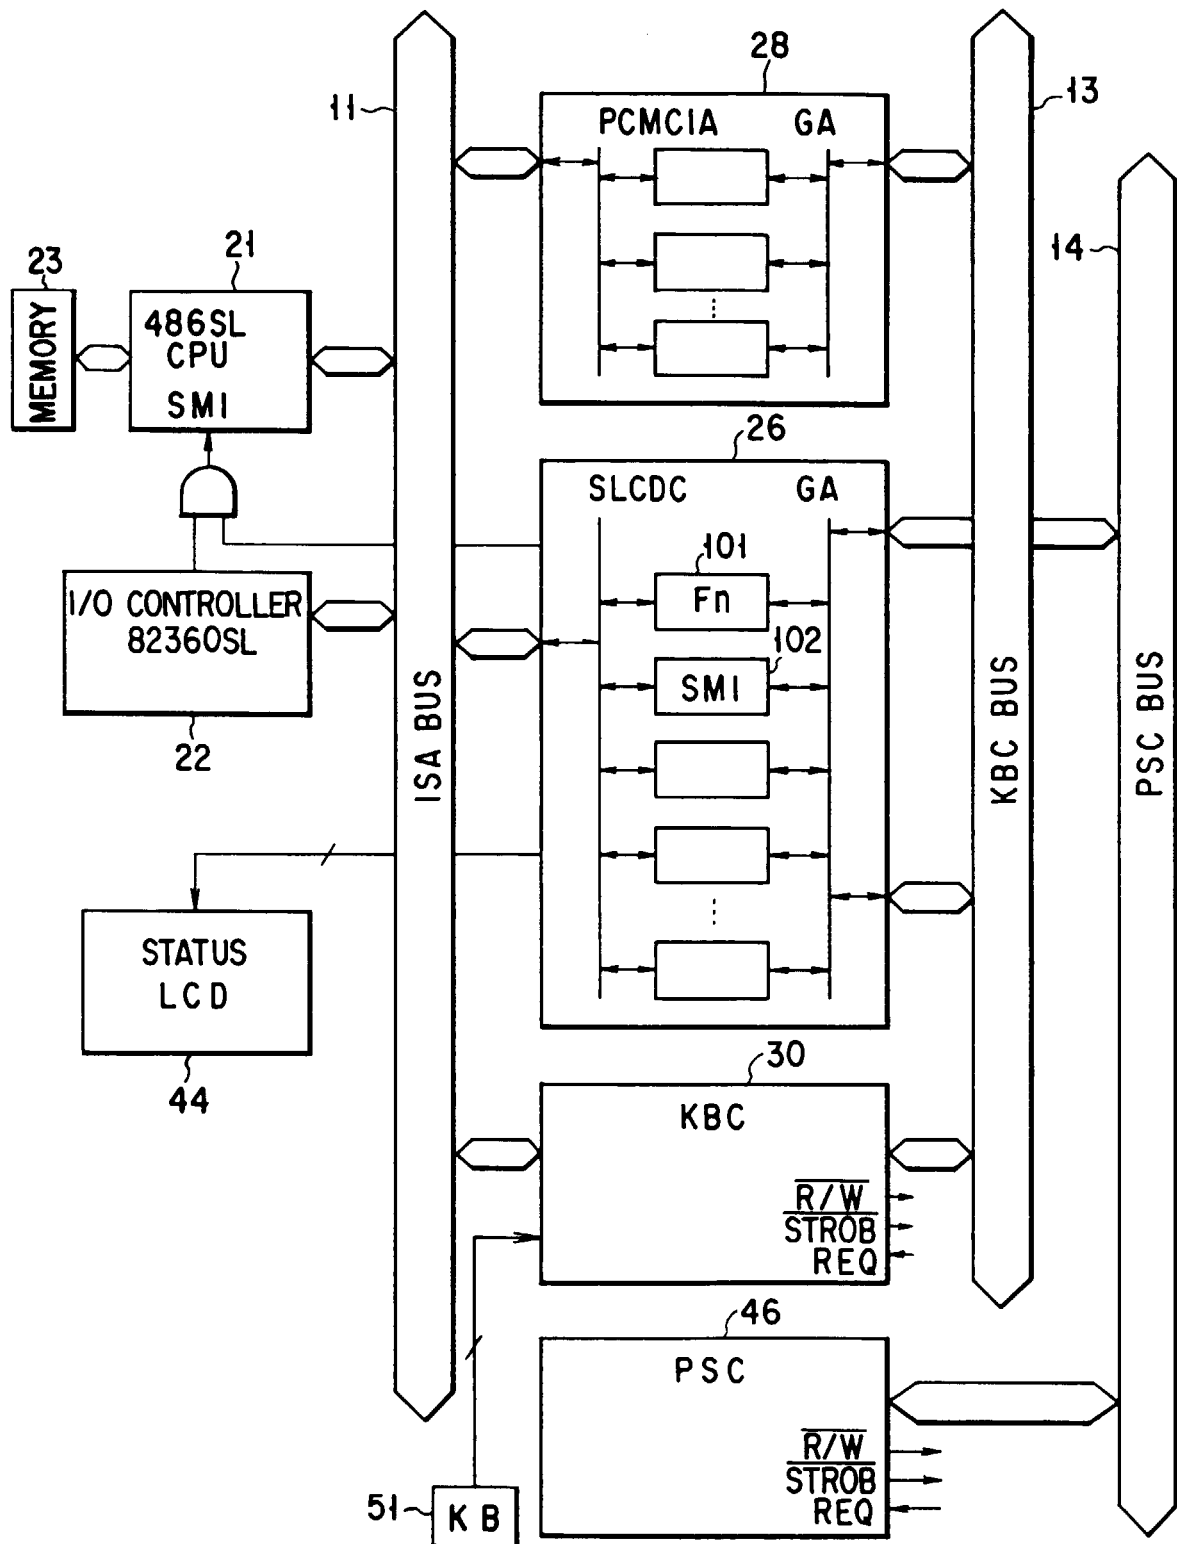 28
11
13
PCMCIA GA
14
23
21
MEMORY
486SL
CPU
SMI
26
SLCDC GA
101
Fn
I/O CONTROLLER
82360SL
102
SMI
22
ISA BUS
KBC BUS
PSC BUS
STATUS
LCD
44
30
KBC
R/W
STROB
REQ
46
PSC
R/W
STROB
REQ
51
KB